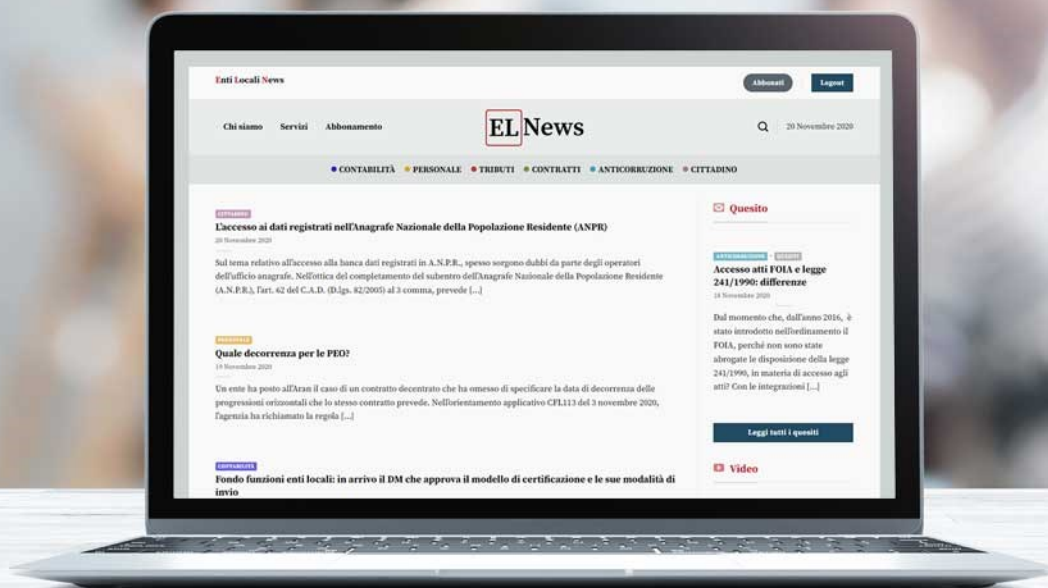 Enti Locali News
Abbonati
Logout
Chi siamo Servizi Abbonamento
EL News
20 Novembre 2020
CONTABILITÀ PERSONALE TRIBUTI CONTRATTI ANTICORRUZIONE CITTADINO
CITTADINO
L'accesso ai dati registrati nell'Anagrafe Nazionale della Popolazione Residente (ANPR)
20 Novembre 2020
Sul tema relativo all'accesso alla banca dati registrati in A.N.P.R., spesso sorgono dubbi da parte degli operatori
dell'ufficio anagrafe. Nell'ottica del completamento del subentro dell'Anagrafe Nazionale della Popolazione Residente
(A.N.P.R.), l'art. 62 del C.A.D. (D.lgs. 82/2005) al 3 comma, prevede [...]
PERSONALE
Quale decorrenza per le PEO?
19 Novembre 2020
Un ente ha posto all'Aran il caso di un contratto decentrato che ha omesso di specificare la data di decorrenza delle
progressioni orizzontali che lo stesso contratto prevede. Nell'orientamento applicativo CFL113 del 3 novembre 2020,
l'agenzia ha richiamato la regola [...]
CONTABILITÀ
Fondo funzioni enti locali: in arrivo il DM che approva il modello di certificazione e le sue modalità di
invio
Quesito
ANTICORRUZIONE QUESITI
Accesso atti FOIA e legge
241/1990: differenze
18 Novembre 2020
Dal momento che, dall'anno 2016, è
stato introdotto nell'ordinamento il
FOIA, perché non sono state
abrogate le disposizione della legge
241/1990, in materia di accesso agli
atti? Con le integrazioni [...]
Leggi tutti i quesiti
Video